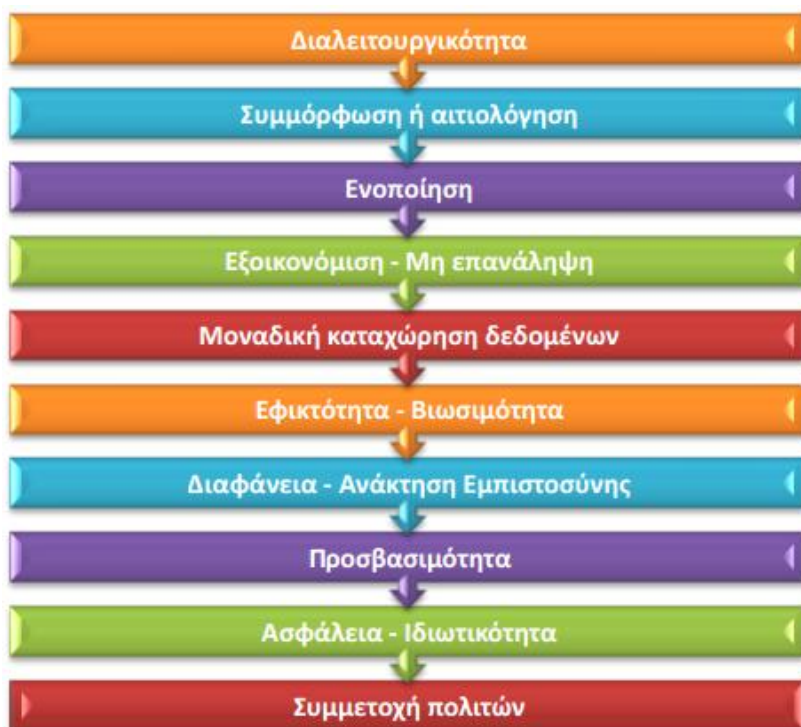 Διαλειτουργικότητα
Συμμόρφωση ή αιτιολόγηση
Ενοποίηση
Εξοικονόμιση - Μη επανάληψη
Μοναδική καταχώρηση δεδομένων
Εφικτότητα - Βιωσιμότητα
Διαφάνεια - Ανάκτηση Εμπιστοσύνης
Προσβασιμότητα
Ασφάλεια - Ιδιωτικότητα
Συμμετοχή πολιτών